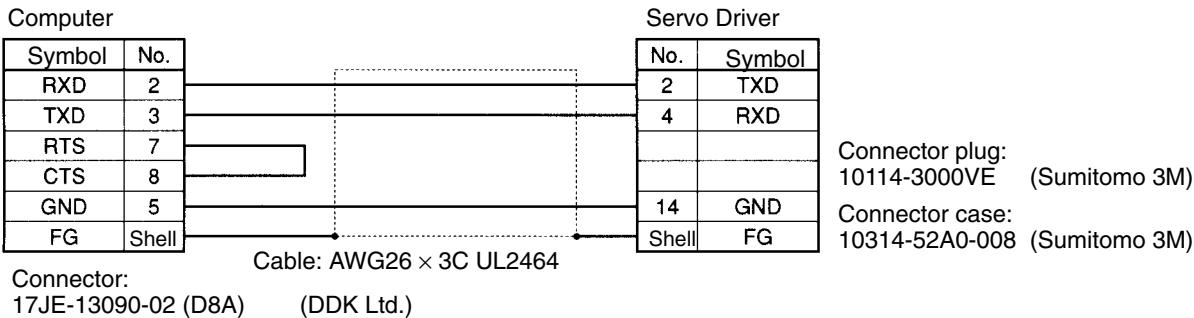 Computer Servo Driver
Symbol No. No. Symbol
RXD 2 2 TXD
TXD 3 4 RXD
RTS 7
CTS 8
GND 5 14 GND
FG Shell Shell FG
Cable: AWG26 × 3C UL2464
Connector:
17JE-13090-02 (D8A) (DDK Ltd.)
Connector plug:
10114-3000VE (Sumitomo 3M)
Connector case:
10314-52A0-008 (Sumitomo 3M)